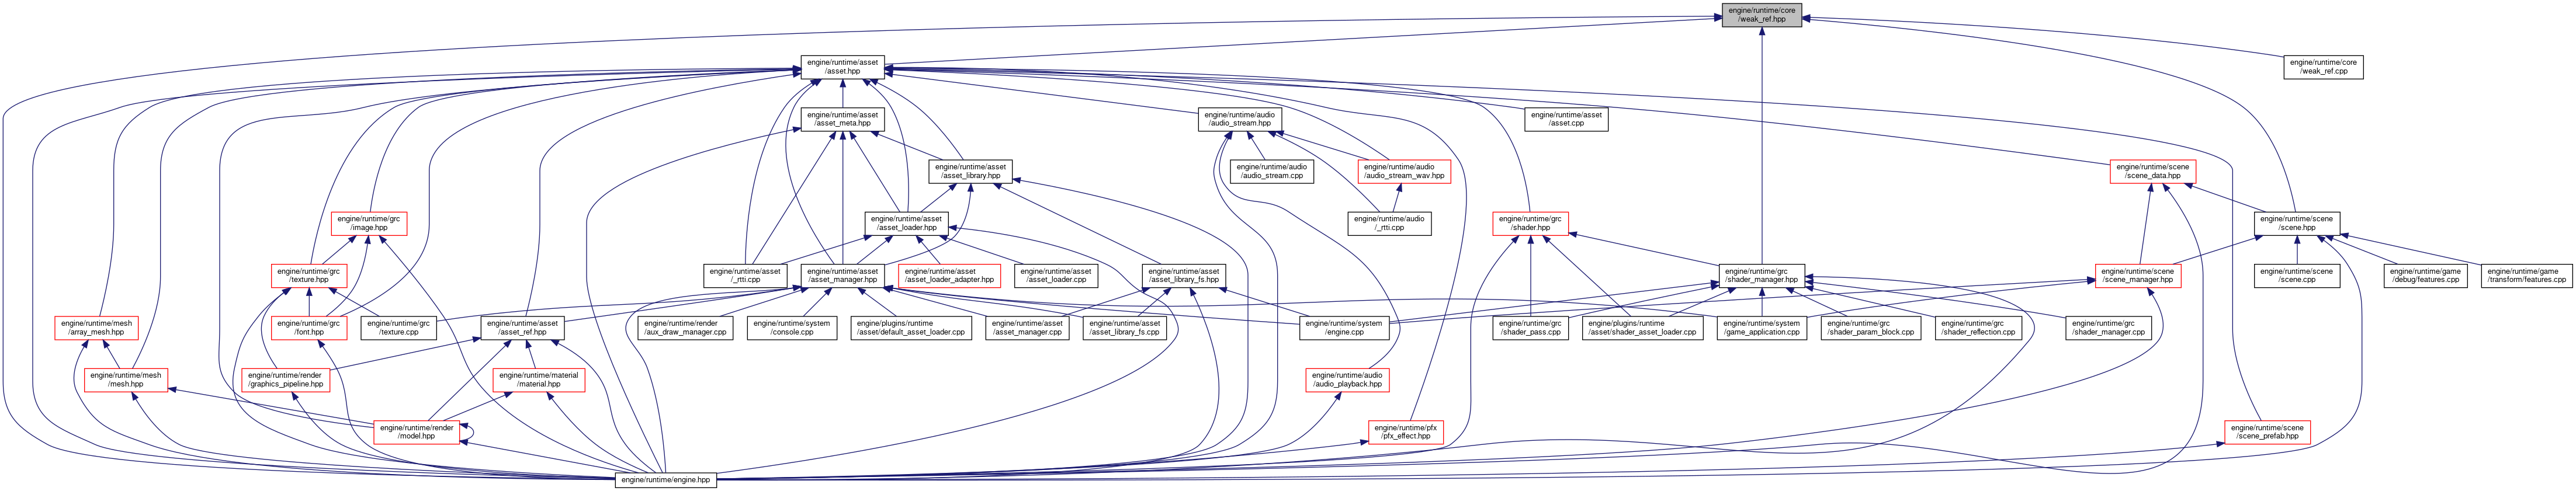 engine/runtime/core
/weak_ref.hpp
engine/runtime/asset
/asset.hpp
engine/runtime/core
/weak_ref.cpp
engine/runtime/asset
/asset_meta.hpp
engine/runtime/audio
/audio_stream.hpp
engine/runtime/asset
/asset.cpp
engine/runtime/asset
/asset_library.hpp
engine/runtime/audio
/audio_stream.cpp
engine/runtime/audio
/audio_stream_wav.hpp
engine/runtime/scene
/scene_data.hpp
engine/runtime/grc
/image.hpp
engine/runtime/asset
/asset_loader.hpp
engine/runtime/audio
/_rtti.cpp
engine/runtime/grc
/shader.hpp
engine/runtime/scene
/scene.hpp
engine/runtime/grc
/texture.hpp
engine/runtime/asset
/_rtti.cpp
engine/runtime/asset
/asset_manager.hpp
engine/runtime/asset
/asset_loader_adapter.hpp
engine/runtime/asset
/asset_loader.cpp
engine/runtime/asset
/asset_library_fs.hpp
engine/runtime/grc
/shader_manager.hpp
engine/runtime/scene
/scene_manager.hpp
engine/runtime/scene
/scene.cpp
engine/runtime/game
/debug/features.cpp
engine/runtime/game
/transform/features.cpp
engine/runtime/mesh
/array_mesh.hpp
engine/runtime/grc
/font.hpp
engine/runtime/grc
/texture.cpp
engine/runtime/asset
/asset_ref.hpp
engine/runtime/render
/aux_draw_manager.cpp
engine/runtime/system
/console.cpp
engine/plugins/runtime
/asset/default_asset_loader.cpp
engine/runtime/asset
/asset_manager.cpp
engine/runtime/asset
/asset_library_fs.cpp
engine/runtime/system
/engine.cpp
engine/runtime/grc
/shader_pass.cpp
engine/plugins/runtime
asset/shader_asset_loader.cpp
engine/runtime/system
/game_application.cpp
engine/runtime/grc
/shader_param_block.cpp
engine/runtime/grc
/shader_reflection.cpp
engine/runtime/grc
/shader_manager.cpp
engine/runtime/mesh
/mesh.hpp
engine/runtime/render
/graphics_pipeline.hpp
engine/runtime/material
/material.hpp
engine/runtime/audio
/audio_playback.hpp
engine/runtime/render
/model.hpp
engine/runtime/pfx
/pfx_effect.hpp
engine/runtime/scene
/scene_prefab.hpp
engine/runtime/engine.hpp